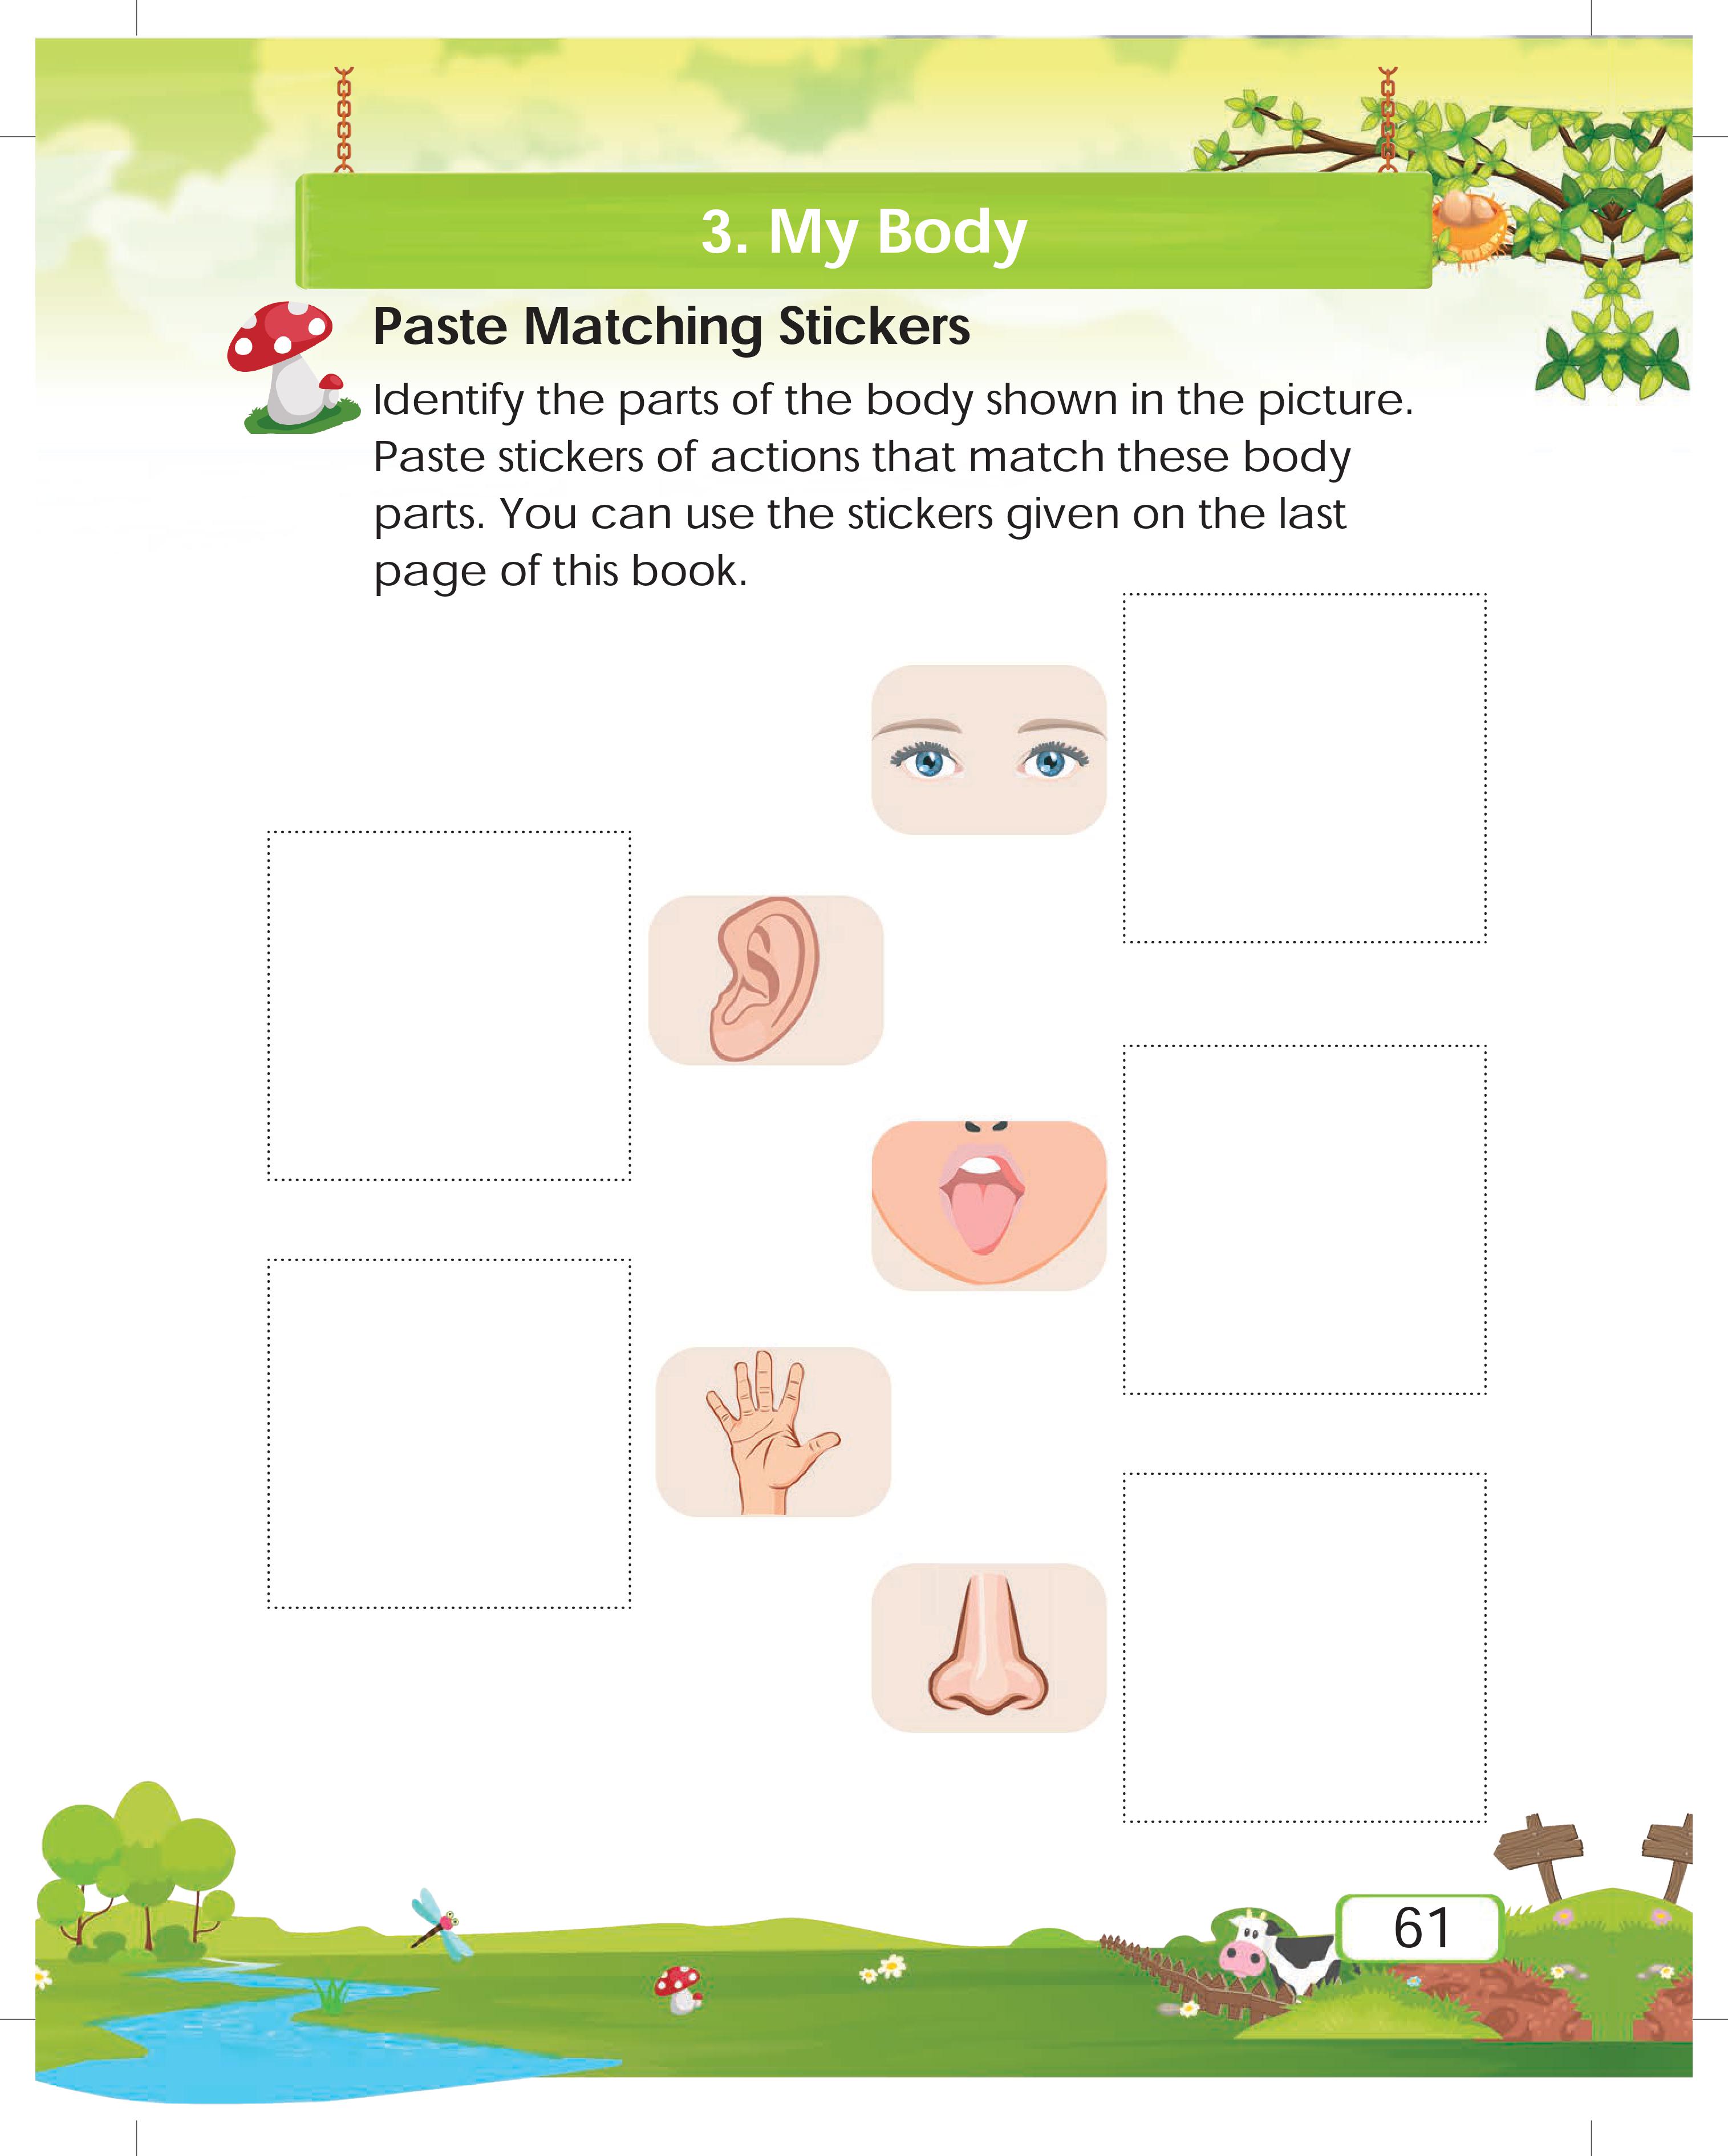 3. My Body
Paste Matching Stickers
Identify the parts of the body shown in the picture.
Paste stickers of actions that match these body
parts. You can use the stickers given on the last
page of this book.
61